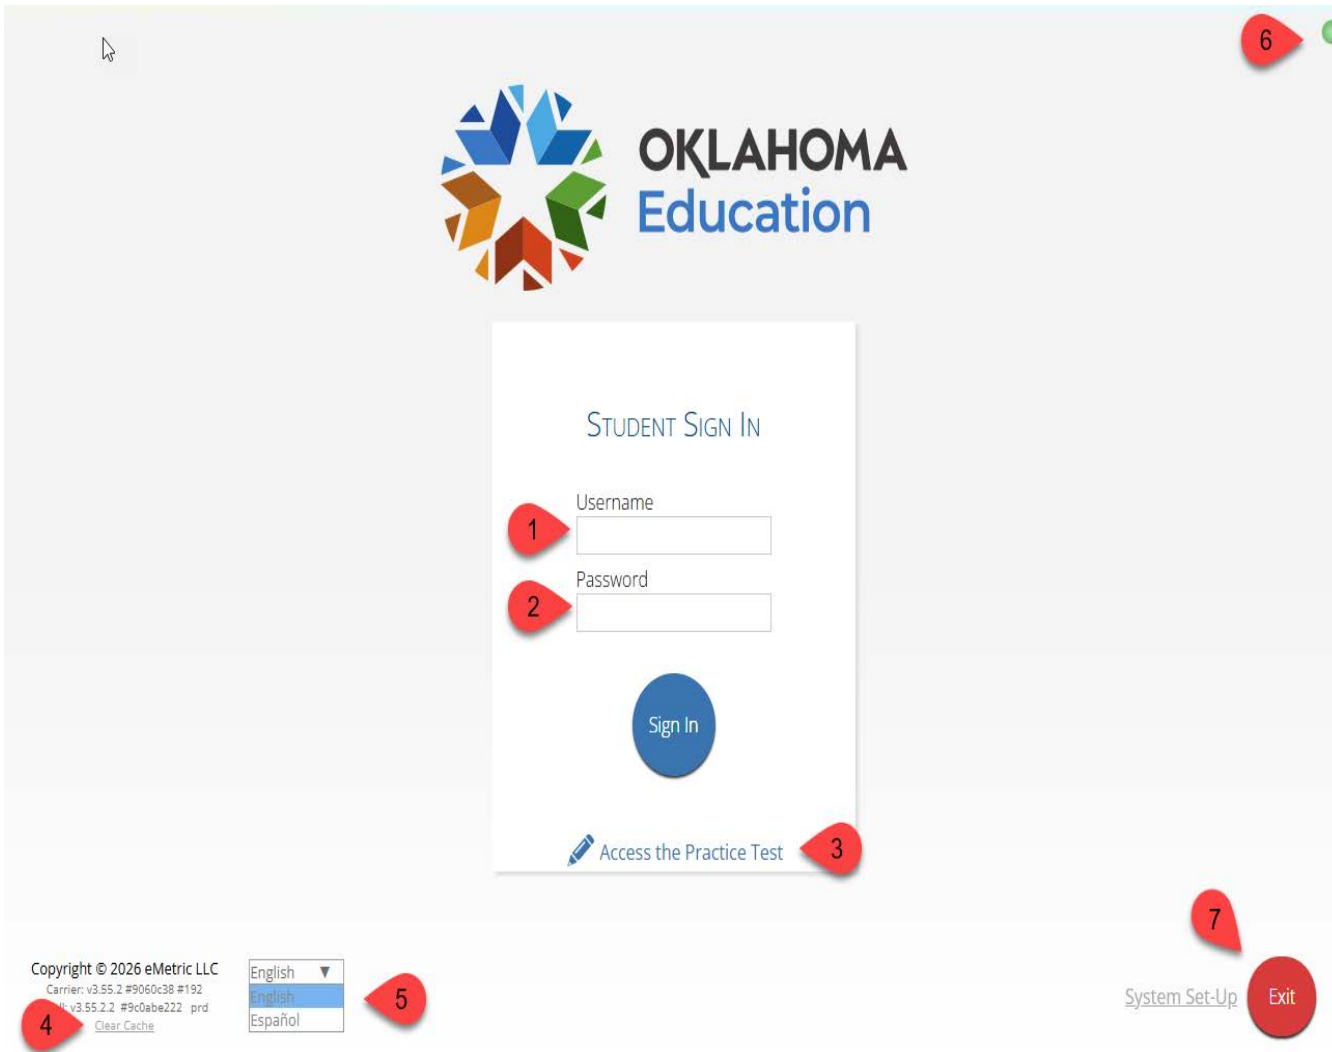 6
OKLAHOMA
Education
STUDENT SIGN IN
Username
1
Password
2
Sign In
Access the Practice Test
3
7
Copyright © 2026 eMetric LLC
Carrier: v3.55.2 #9060c38 #192
v3.55.2.2 #9c0abe222 prd
4
Clear Cache
English ▼
English
Español
5
System Set-Up
Exit